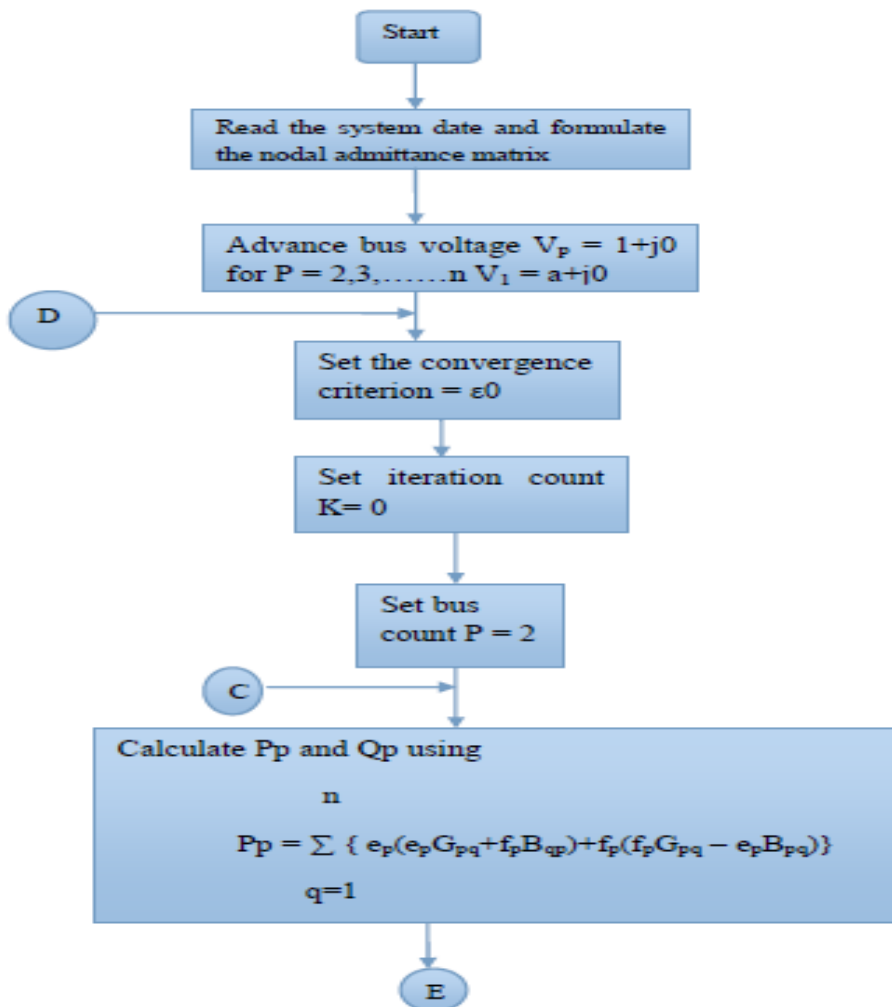 Start
Read the system date and formulate
the nodal admittance matrix
Advance bus voltage Vₚ = 1+j0
for P = 2,3,......n V₁ = a+j0
D
Set the convergence
criterion = ε0
Set iteration count
K= 0
Set bus
count P = 2
C
Calculate Pp and Qp using
n
Pp = ∑ { eₚ(eₚGₚq+fₚBqₚ)+fₚ(fₚGₚq – eₚBₚq)}
q=1
E